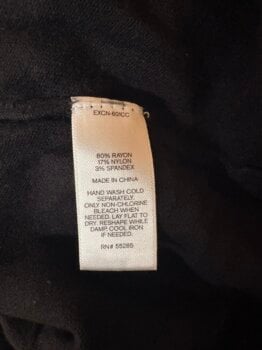 EXCN-601CC
80% RAYON
17% NYLON
3% SPANDEX
MADE IN CHINA
HAND WASH COLD
SEPARATELY.
ONLY NON-CHLORINE
BLEACH WHEN
NEEDED. LAY FLAT TO
DRY. RESHAPE WHILE
DAMP. COOL IRON
IF NEEDED.
RN# 55285